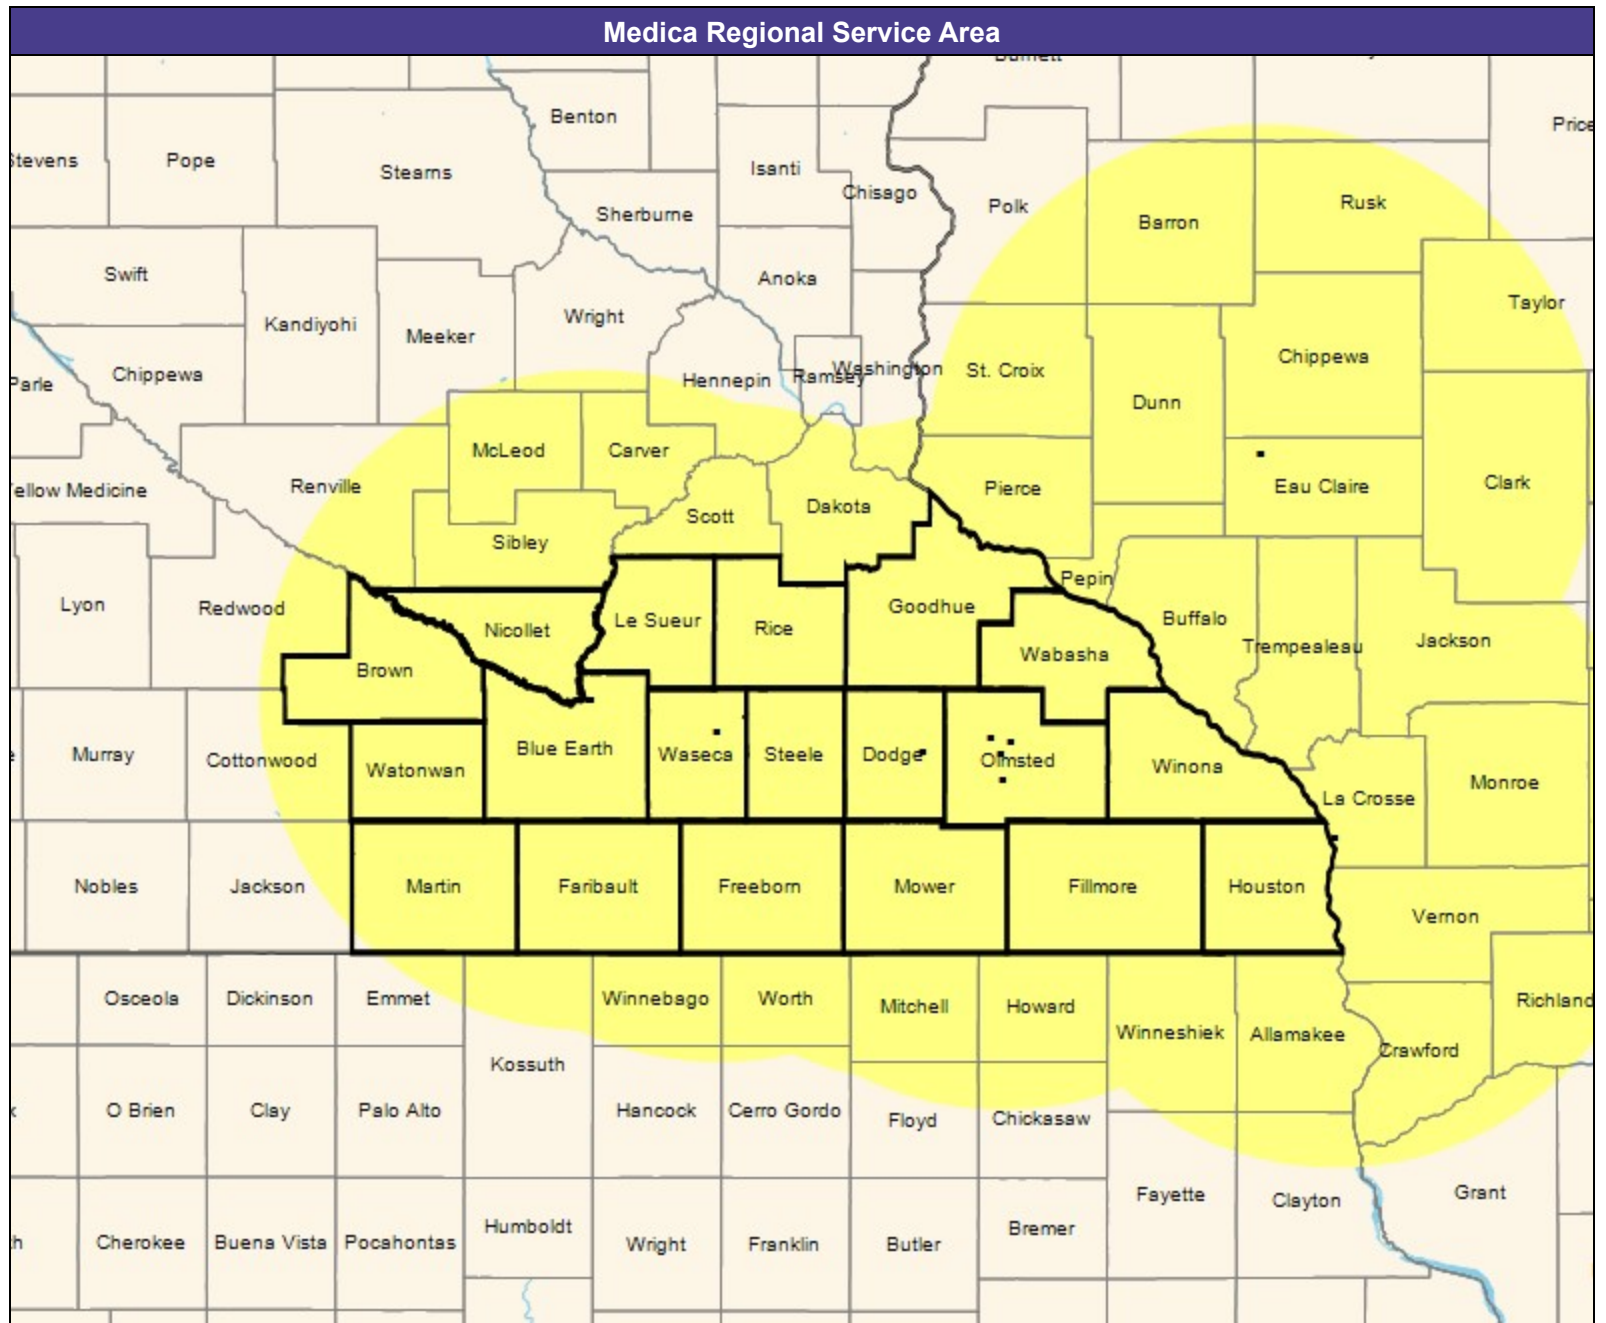 Medica Regional Service Area
Benton
Price
Stevens
Pope
Stearns
Isanti
Chisago
Polk
Barron
Rusk
Sherburne
Swift
Anoka
Taylor
Kandiyohi
Meeker
Wright
Chippewa
Parle
Hennepin
Ramsey
Washington
St. Croix
Dunn
Chippewa
McLeod
Carver
Renville
ellow Medicine
Scott
Dakota
Pierce
Eau Claire
Clark
Sibley
Lyon
Redwood
Nicollet
Le Sueur
Rice
Goodhue
Pepin
Buffalo
Trempealeau
Jackson
Brown
Wabasha
Murray
Cottonwood
Watonwan
Blue Earth
Waseca
Steele
Dodge
Olmsted
Winona
La Crosse
Monroe
Nobles
Jackson
Martin
Faribault
Freeborn
Mower
Fillmore
Houston
Vernon
Osceola
Dickinson
Emmet
Winnebago
Worth
Mitchell
Howard
Winneshiek
Allamakee
Crawford
Richland
Kossuth
O Brien
Clay
Palo Alto
Hancock
Cerro Gordo
Floyd
Chickasaw
Fayette
Clayton
Grant
Cherokee
Buena Vista
Pocahontas
Humboldt
Wright
Franklin
Butler
Bremer